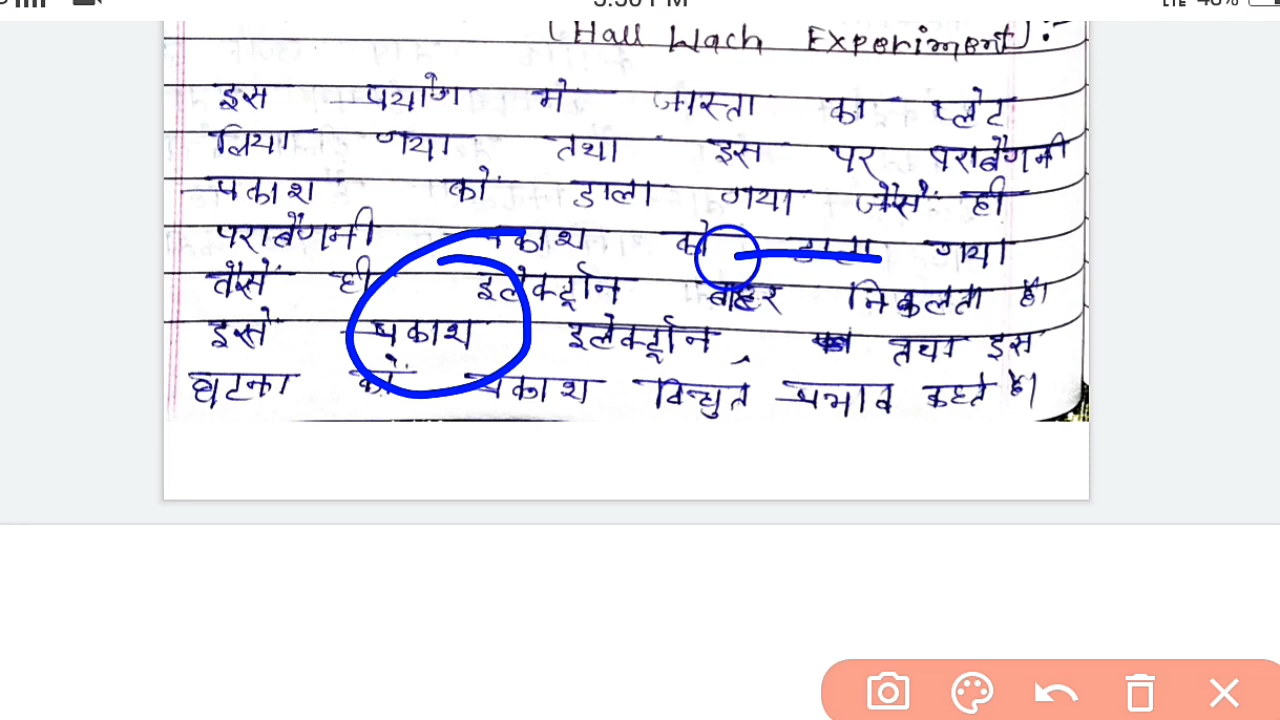 (Hall Wach Experiment):-
इस प्रयोग मे जास्ता का प्लेट
लिया गया तथा इस पर पराबैगनी
प्रकाश को डाला गया जैसे ही
पराबैगनी प्रकाश को डाला गया
वैसे ही इलेक्ट्रॉन बाहर निकलता है।
इसे प्रकाश इलेक्ट्रॉन तथा इस
घटना को प्रकाश विन्धुत प्रभाव कहते है।